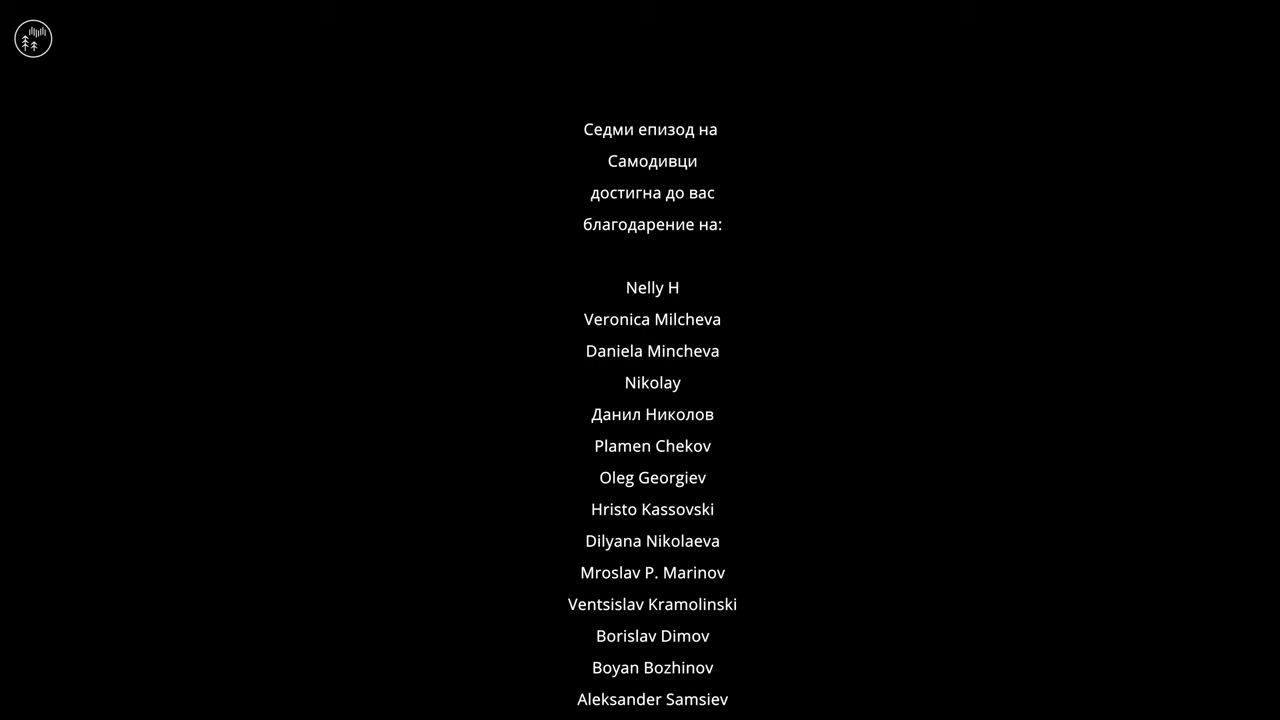 Седми епизод на
Самодивци
достигна до вас
благодарение на:
Nelly H
Veronica Milcheva
Daniela Mincheva
Nikolay
Данил Николов
Plamen Chekov
Oleg Georgiev
Hristo Kassovski
Dilyana Nikolaeva
Mroslav P. Marinov
Ventsislav Kramolinski
Borislav Dimov
Boyan Bozhinov
Aleksander Samsiev